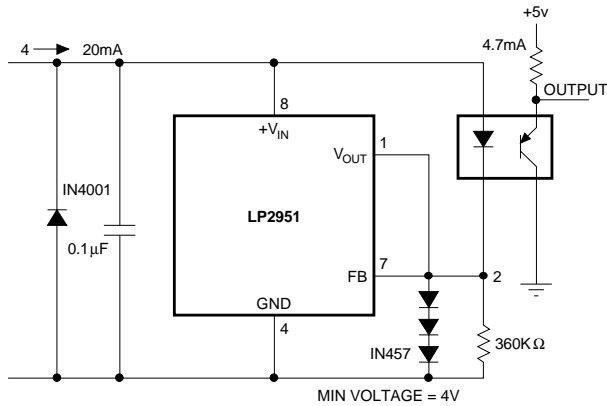 +5v
4 20mA
4.7mA
OUTPUT
8
+VIN
1
VOUT
IN4001
LP2951
0.1µF
7
FB
2
GND
4
IN457
360KΩ
MIN VOLTAGE = 4V